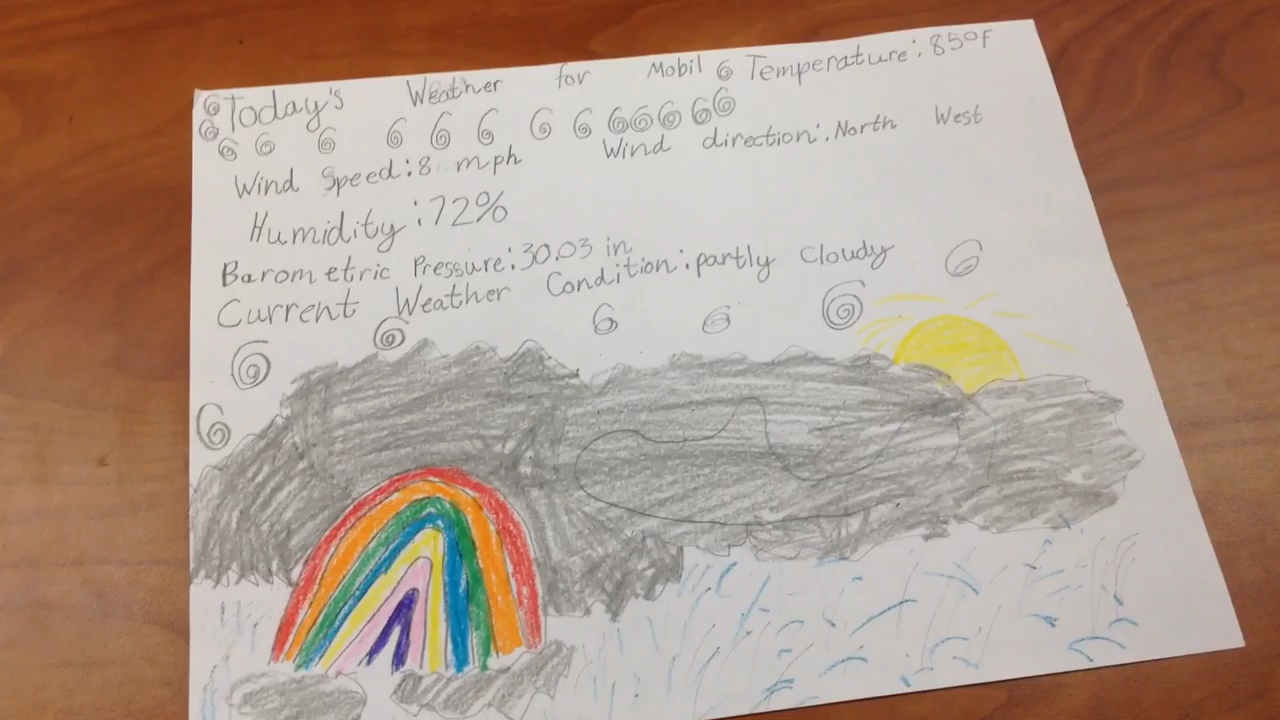 Today's Weather for Mobil Temperature: 85°F
Wind Speed: 8 mph Wind direction: North West
Humidity: 72%
Barometric Pressure: 30.03 in
Current Weather Condition: partly Cloudy